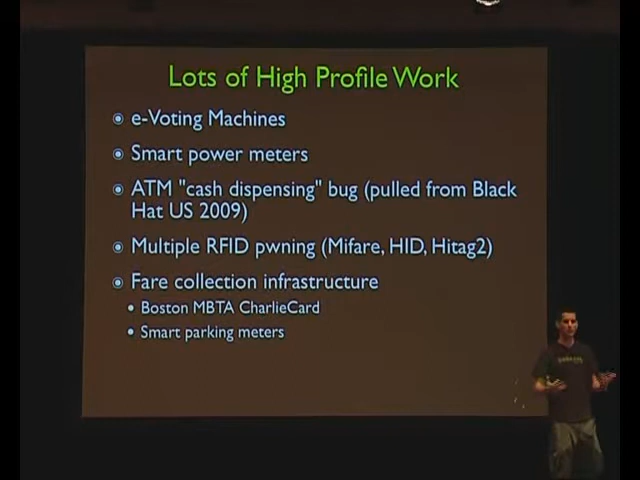 Lots of High Profile Work
e-Voting Machines
Smart power meters
ATM "cash dispensing" bug (pulled from Black
Hat US 2009)
Multiple RFID pwning (Mifare, HID, Hitag2)
Fare collection infrastructure
Boston MBTA CharlieCard
Smart parking meters